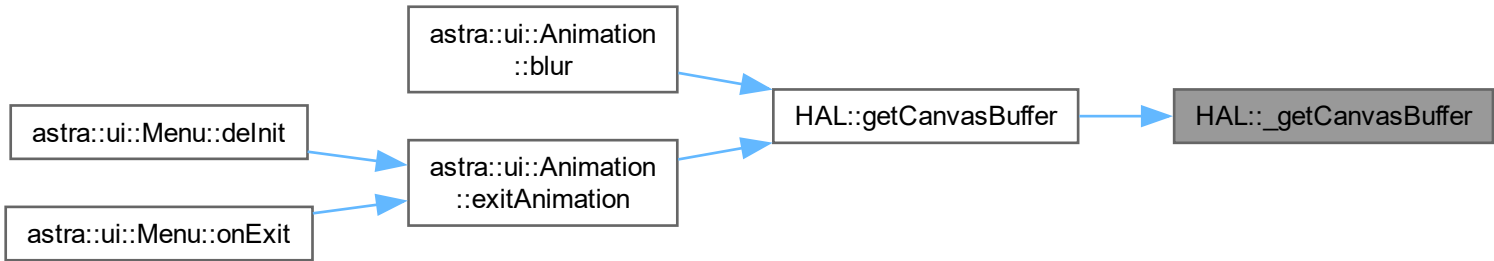 astra::ui::Animation
::blur
HAL::getCanvasBuffer
HAL::_getCanvasBuffer
astra::ui::Menu::deInit
astra::ui::Animation
::exitAnimation
astra::ui::Menu::onExit